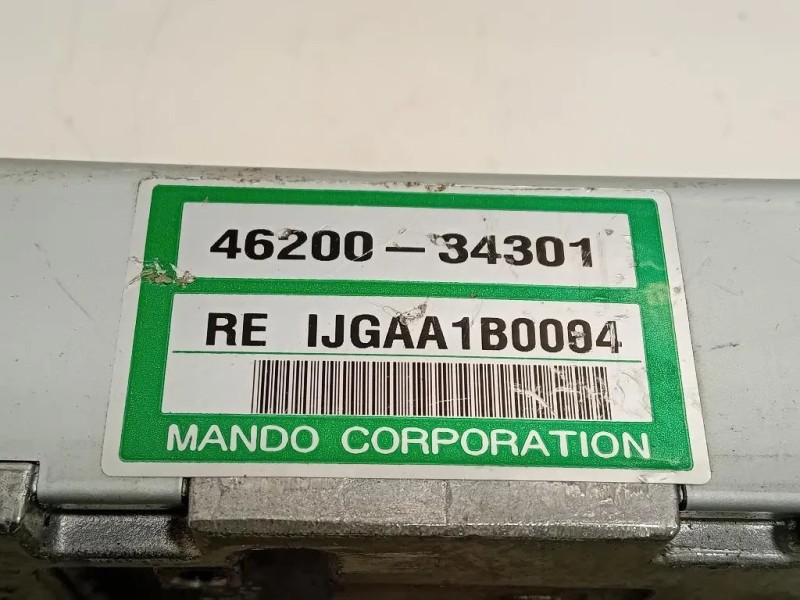 46200-34301
RE IJGAA1B0094
MANDO CORPORATION